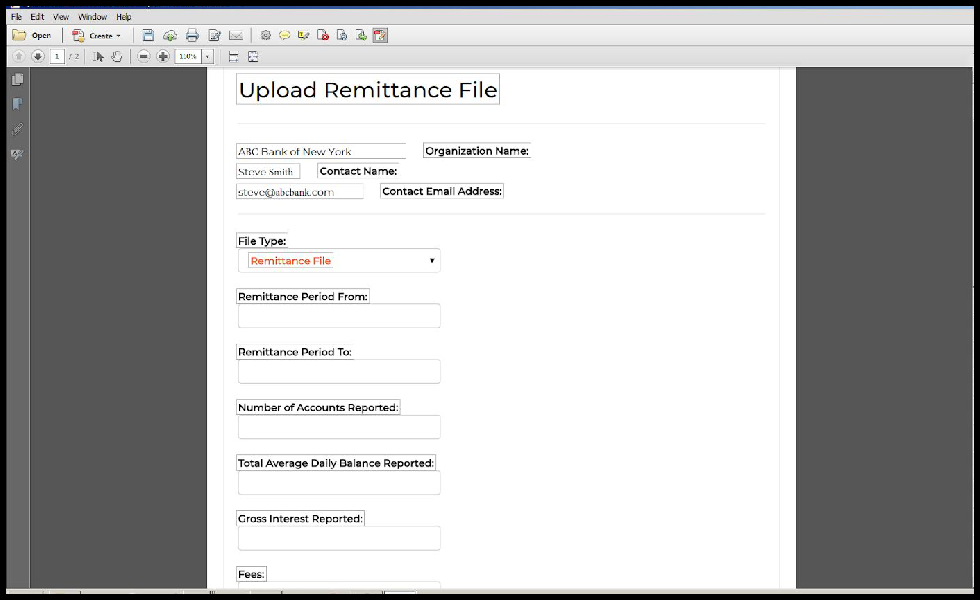 File Edit View Window Help
Open Create
1 / 2 110%
Upload Remittance File
ABC Bank of New York Organization Name:
Steve Smith Contact Name:
steve@abcbank.com Contact Email Address:
File Type:
Remittance File
Remittance Period From:
Remittance Period To:
Number of Accounts Reported:
Total Average Daily Balance Reported:
Gross Interest Reported:
Fees: